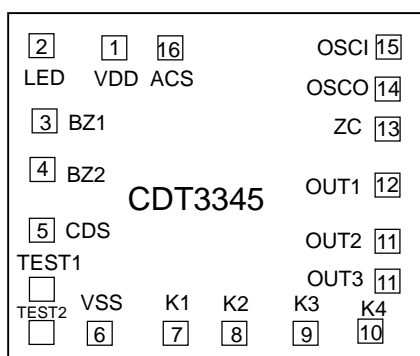 2 1 16 OSCI 15
LED VDD ACS
OSCO 14
3 BZ1 ZC 13
4 BZ2
OUT1 12
CDT3345
5 CDS
OUT2 11
TEST1
OUT3 11
TEST2 VSS K1 K2 K3 K4
6 7 8 9 10